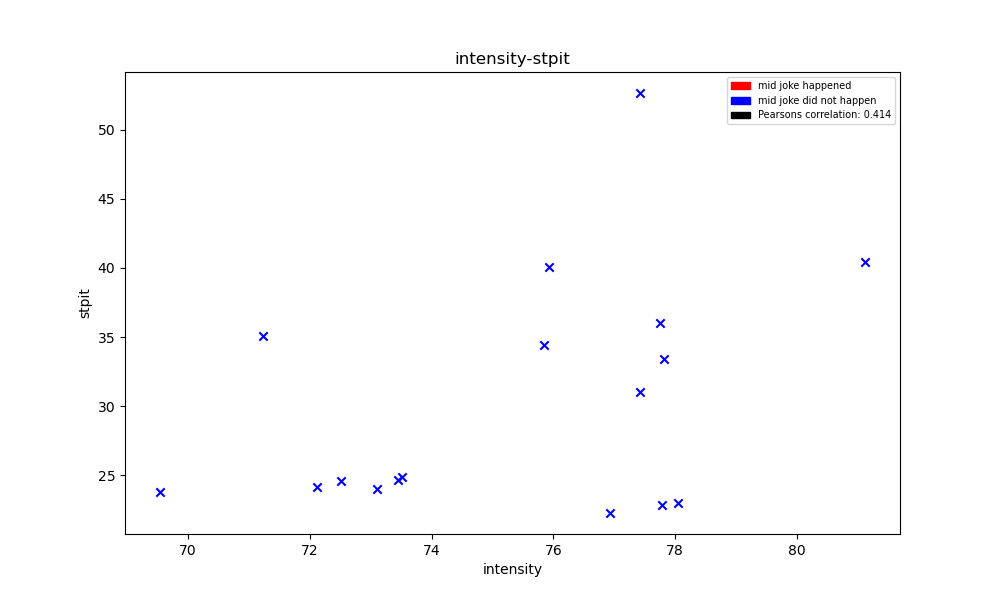 intensity-stpit
mid joke happened
mid joke did not happen
Pearsons correlation: 0.414
50
45
40
35
30
25
stpit
70 72 74 76 78 80
intensity